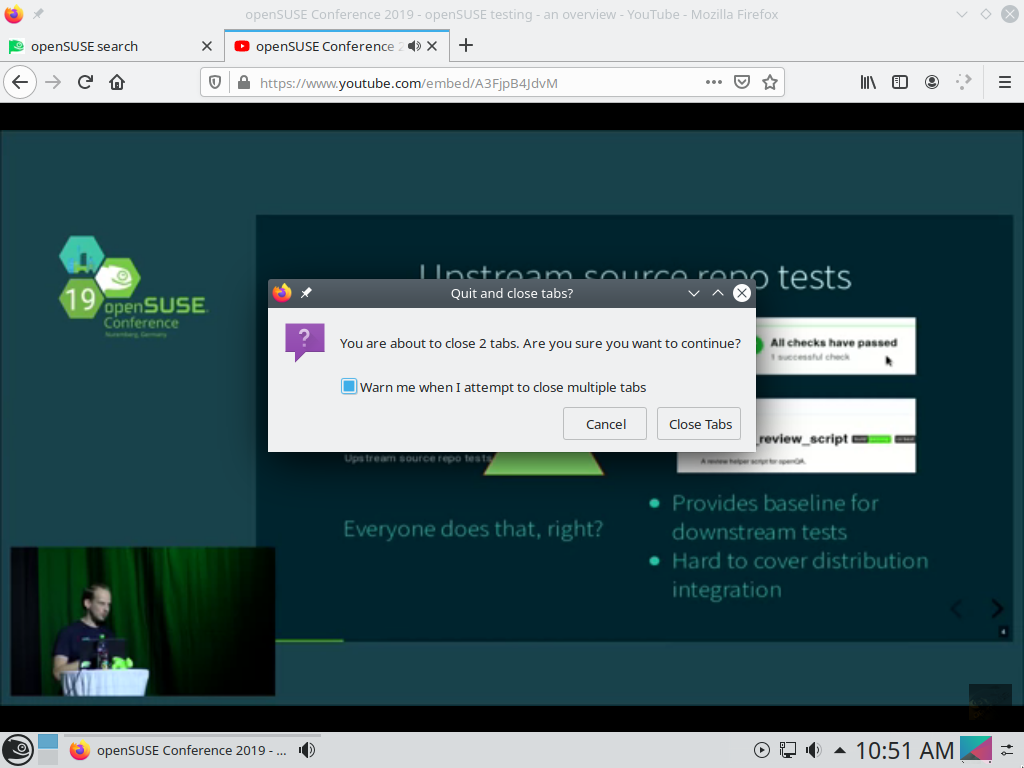 openSUSE Conference 2019 - openSUSE testing - an overview - YouTube - Mozilla Firefox
openSUSE search
openSUSE Conference 2
https://www.youtube.com/embed/A3FjpB4JdvM
19
openSUSE
Conference
Nuremberg, Germany
Upstream source repo tests
Quit and close tabs?
?
You are about to close 2 tabs. Are you sure you want to continue?
Warn me when I attempt to close multiple tabs
Cancel
Close Tabs
All checks have passed
1 successful check
_review_script
A review helper script for openQA.
Upstream source repo tests
Everyone does that, right?
Provides baseline for
downstream tests
Hard to cover distribution
integration
4
openSUSE Conference 2019 - ...
10:51 AM